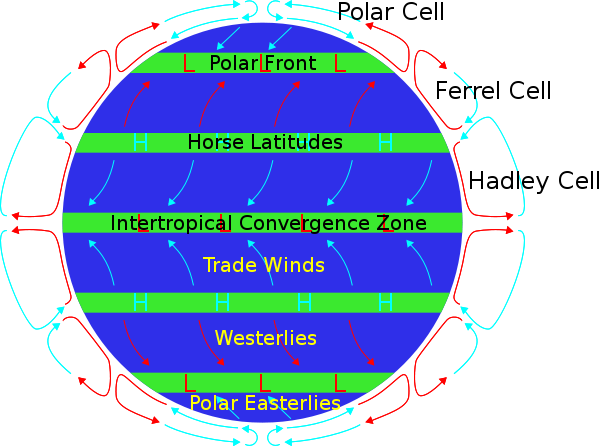 Polar Cell
L Polar Front L L
Ferrel Cell
H H Horse Latitudes H H
Hadley Cell
L L Intertropical Convergence Zone L L
Trade Winds
H H H H
Westerlies
L L L
Polar Easterlies